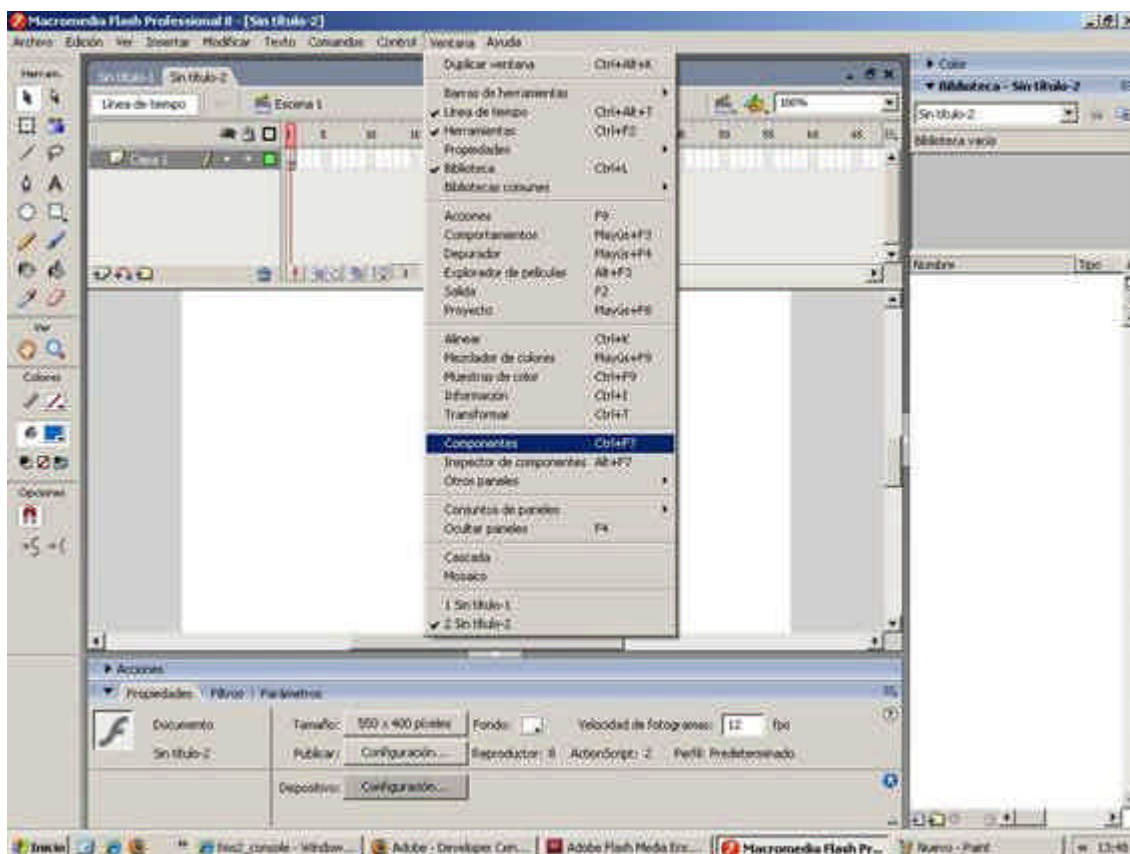 Macromedia Flash Professional 8 - [Sin título-2]
Archivo Edición Ver Insertar Modificar Texto Comandos Control Ventana Ayuda
Herram.
Ver
Colores
Opciones
Sin título-1 Sin título-2
Línea de tiempo
Escena 1
100%
Capa 1
Duplicar ventana Ctrl+Alt+K
Barras de herramientas
Línea de tiempo Ctrl+Alt+T
Herramientas Ctrl+F2
Propiedades
Biblioteca Ctrl+L
Bibliotecas comunes
Acciones F9
Comportamientos Mayús+F3
Depurador Mayús+F4
Explorador de películas Alt+F3
Salida F2
Proyecto Mayús+F8
Alinear Ctrl+K
Mezclador de colores Mayús+F9
Muestras de color Ctrl+F9
Información Ctrl+I
Transformar Ctrl+T
Componentes Ctrl+F7
Inspector de componentes Alt+F7
Otros paneles
Conjuntos de paneles
Ocultar paneles F4
Cascada
Mosaico
1 Sin título-1
2 Sin título-2
Color
Biblioteca - Sin título-2
Sin título-2
Biblioteca vacía
Nombre Tipo
Acciones
Propiedades Filtros Parámetros
Documento
Sin título-2
Tamaño: 550 x 400 píxeles Fondo: Velocidad de fotogramas: 12 fps
Publicar: Configuración... Reproductor: 8 ActionScript: 2 Perfil: Predeterminado
Dispositivo: Configuración...
Inicio
Adobe - Developer Cen...
Macromedia Flash Pr...
Nuevo - Paint